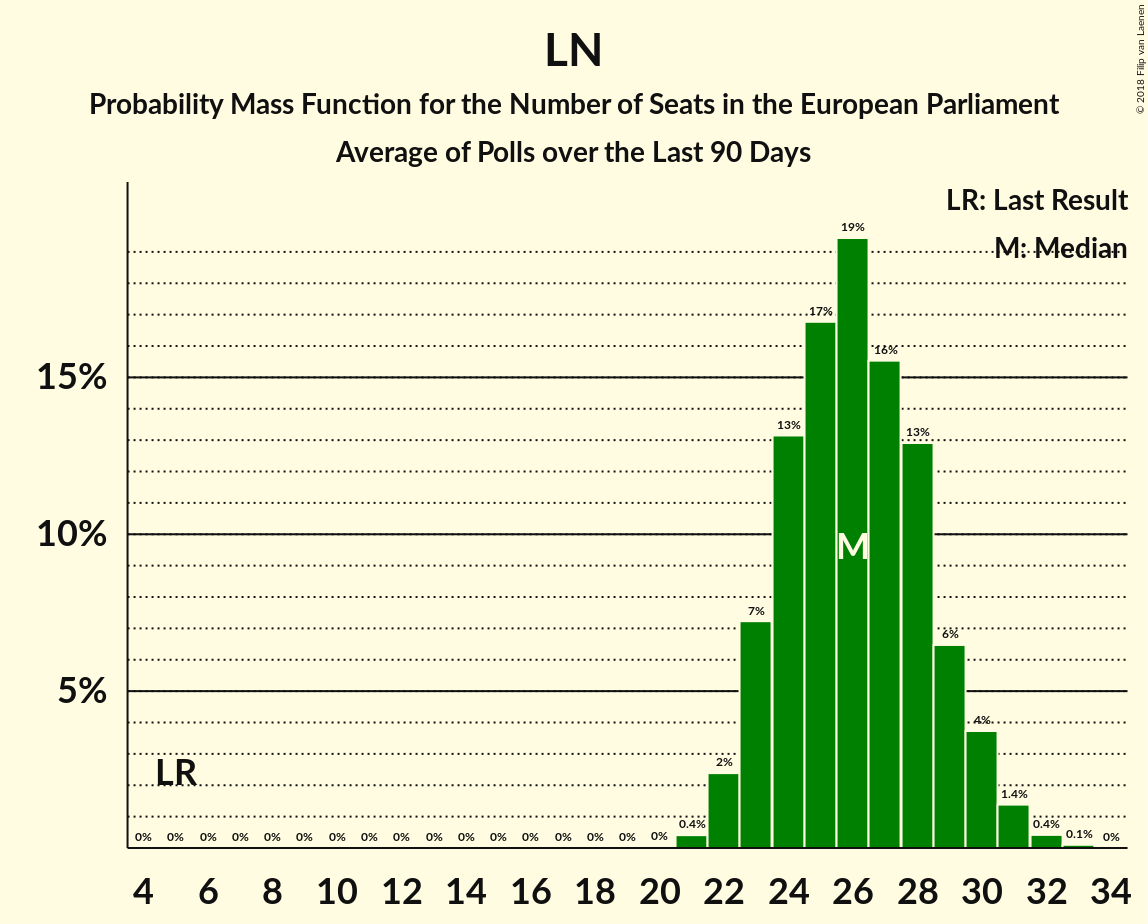 © 2018 Filip van Laenen
LN
Probability Mass Function for the Number of Seats in the European Parliament
Average of Polls over the Last 90 Days
LR: Last Result
M: Median
19%
17%
16%
15%
13%
13%
10%
M
7%
6%
5%
4%
LR
2%
1.4%
0% 0% 0% 0% 0% 0% 0% 0% 0% 0% 0% 0% 0% 0% 0% 0% 0% 0.4% 0.4% 0.1% 0%
4 6 8 10 12 14 16 18 20 22 24 26 28 30 32 34